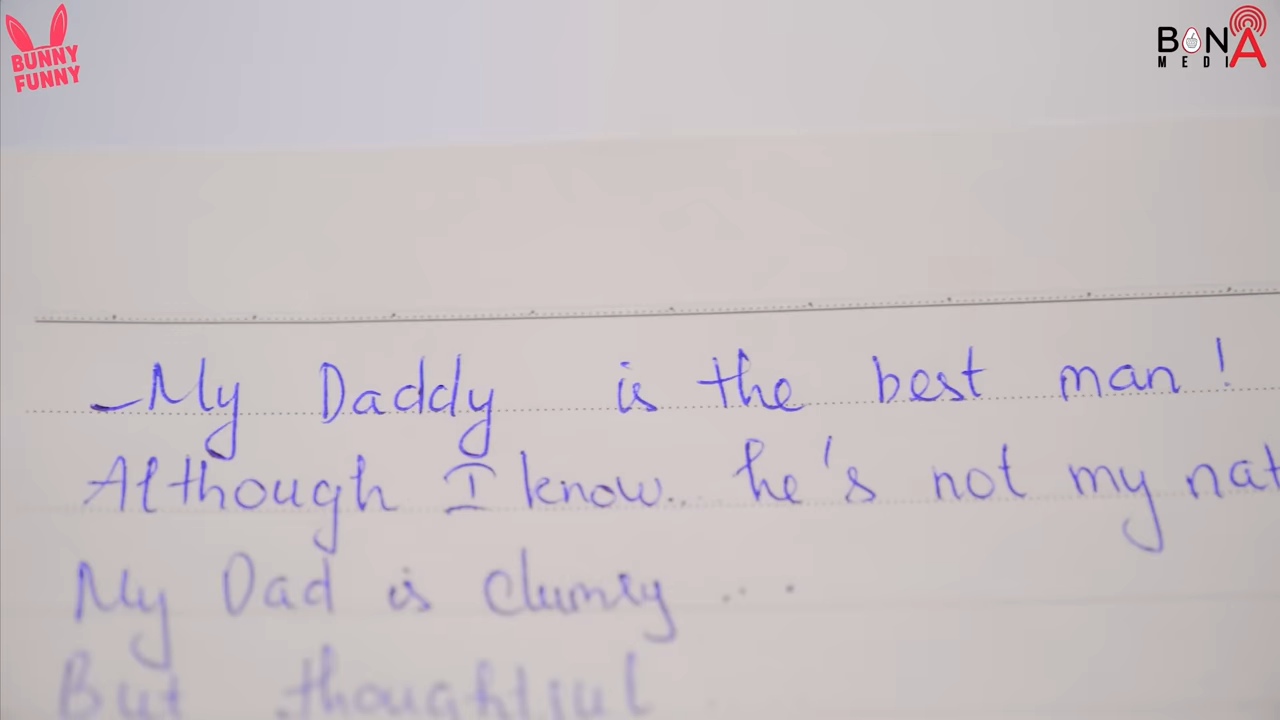 BUNNY
FUNNY
BONA
MEDIA
-My Daddy is the best man!
Although I know.. he's not my nat
My Dad is clumsy ...
But thoughtful